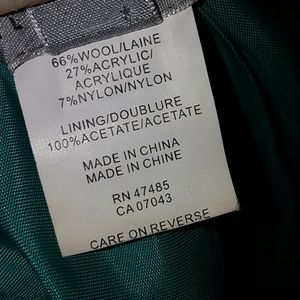 66%WOOL/LAINE
27%ACRYLIC/
ACRYLIQUE
7%NYLON/NYLON
LINING/DOUBLURE
100%ACETATE/ACETATE
MADE IN CHINA
MADE IN CHINE
RN 47485
CA 07043
CARE ON REVERSE